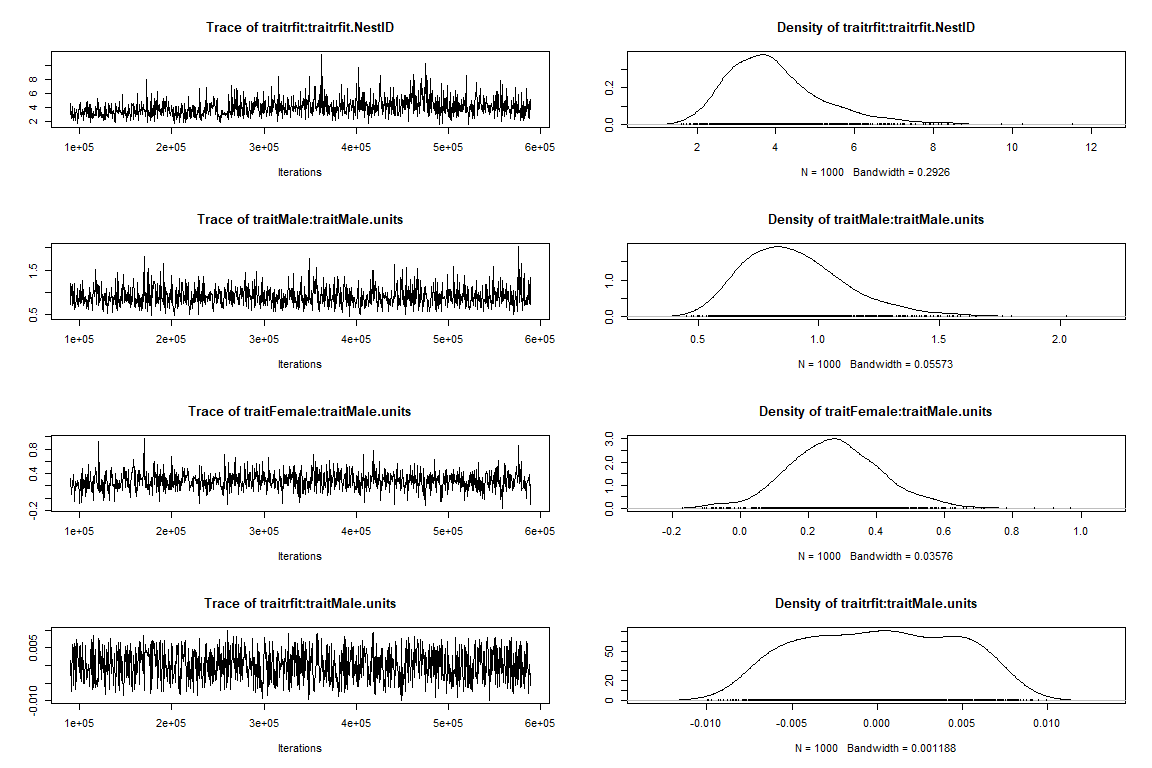 Trace of traitrfit:traitrfit.NestID
Density of traitrfit:traitrfit.NestID
2 4 6 8
1e+05 2e+05 3e+05 4e+05 5e+05 6e+05
Iterations
0.0 0.2
2 4 6 8 10 12
N = 1000 Bandwidth = 0.2926
Trace of traitMale:traitMale.units
Density of traitMale:traitMale.units
0.5 1.5
1e+05 2e+05 3e+05 4e+05 5e+05 6e+05
Iterations
0.0 1.0
0.5 1.0 1.5 2.0
N = 1000 Bandwidth = 0.05573
Trace of traitFemale:traitMale.units
Density of traitFemale:traitMale.units
-0.2 0.4 0.8
1e+05 2e+05 3e+05 4e+05 5e+05 6e+05
Iterations
0.0 1.0 2.0 3.0
-0.2 0.0 0.2 0.4 0.6 0.8 1.0
N = 1000 Bandwidth = 0.03576
Trace of traitrfit:traitMale.units
Density of traitrfit:traitMale.units
-0.010 0.005
1e+05 2e+05 3e+05 4e+05 5e+05 6e+05
Iterations
0 20 50
-0.010 -0.005 0.000 0.005 0.010
N = 1000 Bandwidth = 0.001188